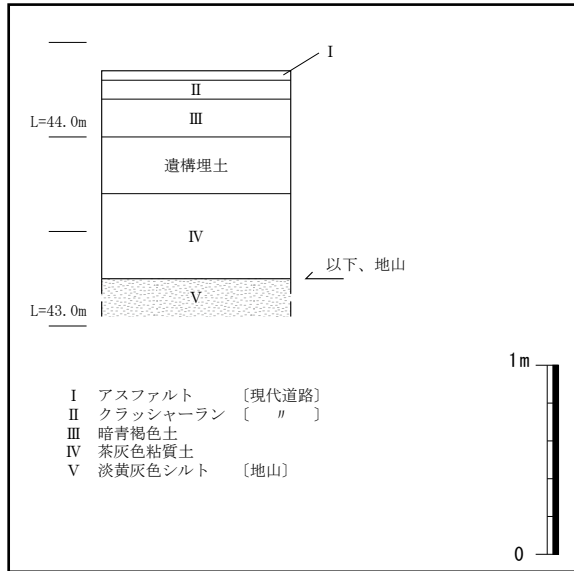 Ⅰ
Ⅱ
L=44.0m
Ⅲ
遺構埋土
Ⅳ
以下、地山
Ⅴ
L=43.0m
1m
Ⅰ アスファルト 〔現代道路〕
Ⅱ クラッシャーラン 〔 〃 〕
Ⅲ 暗青褐色土
Ⅳ 茶灰色粘質土
Ⅴ 淡黄灰色シルト 〔地山〕
0